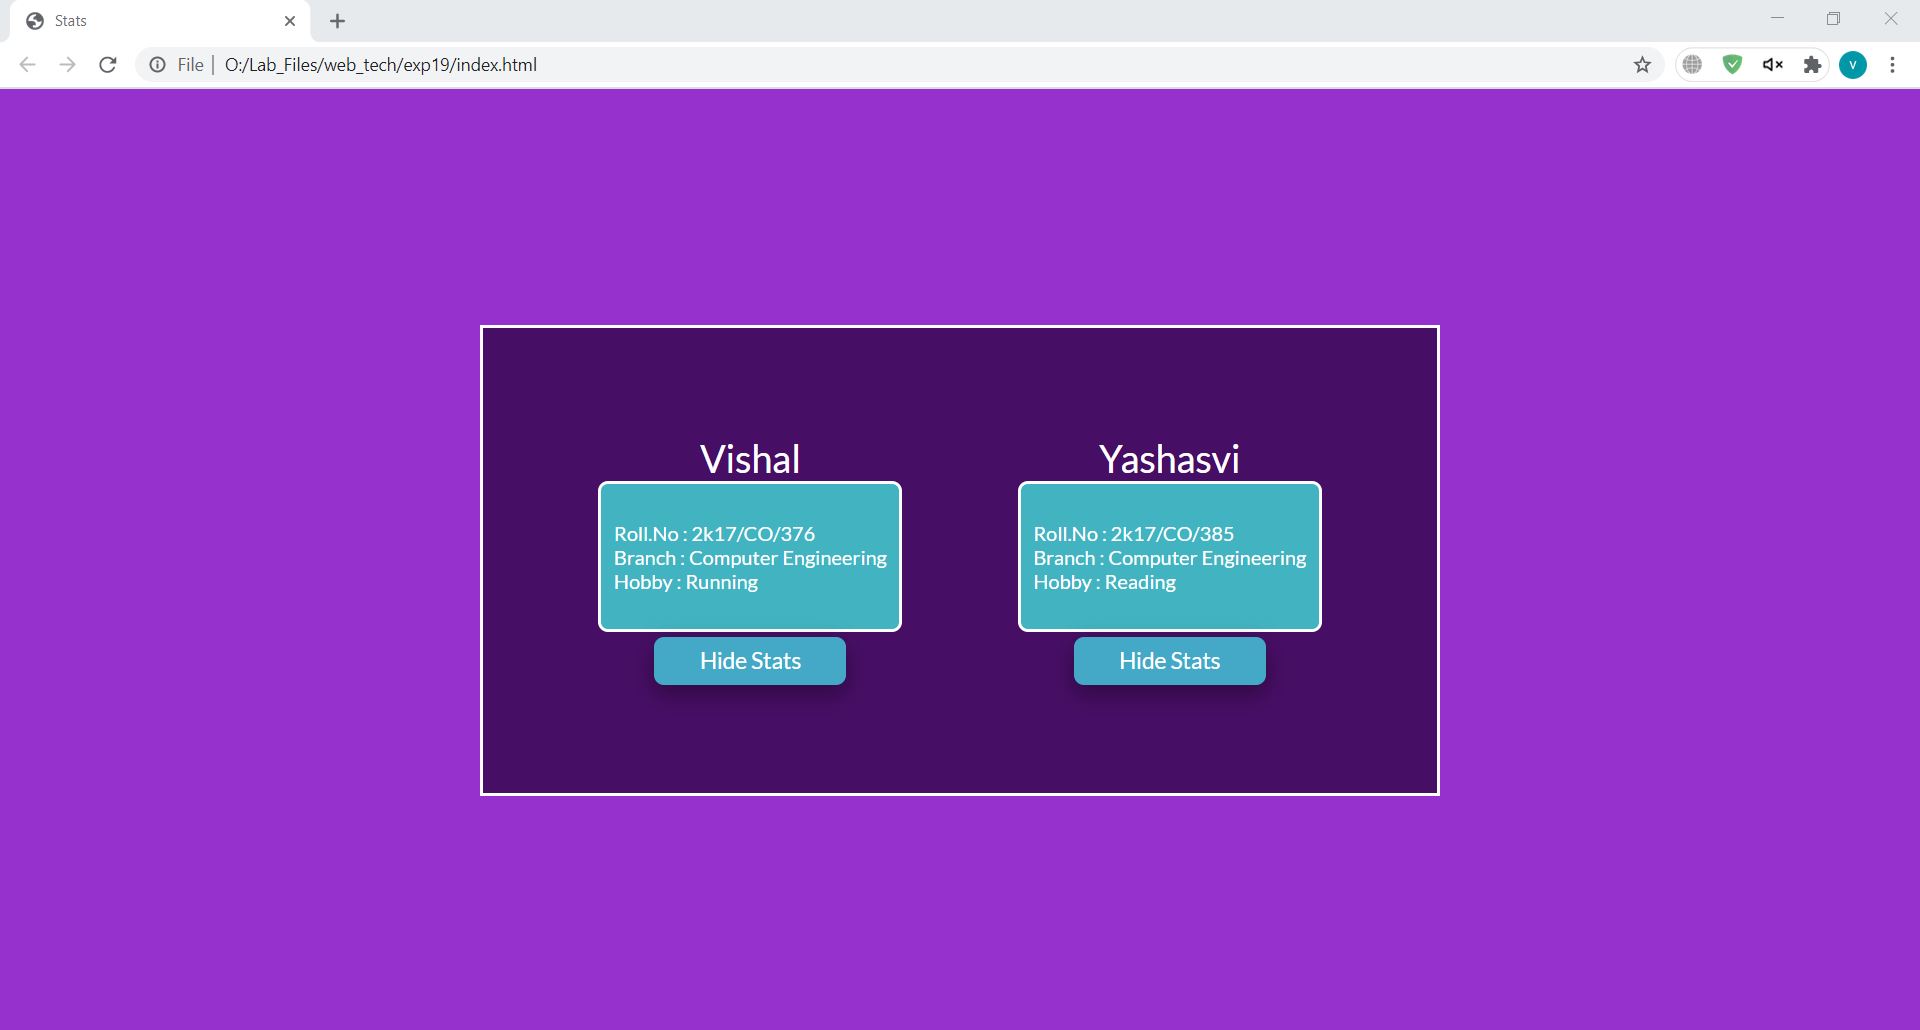 Stats
File
O:/Lab_Files/web_tech/exp19/index.html
V
Vishal
Roll.No : 2k17/CO/376
Branch : Computer Engineering
Hobby : Running
Hide Stats
Yashasvi
Roll.No : 2k17/CO/385
Branch : Computer Engineering
Hobby : Reading
Hide Stats